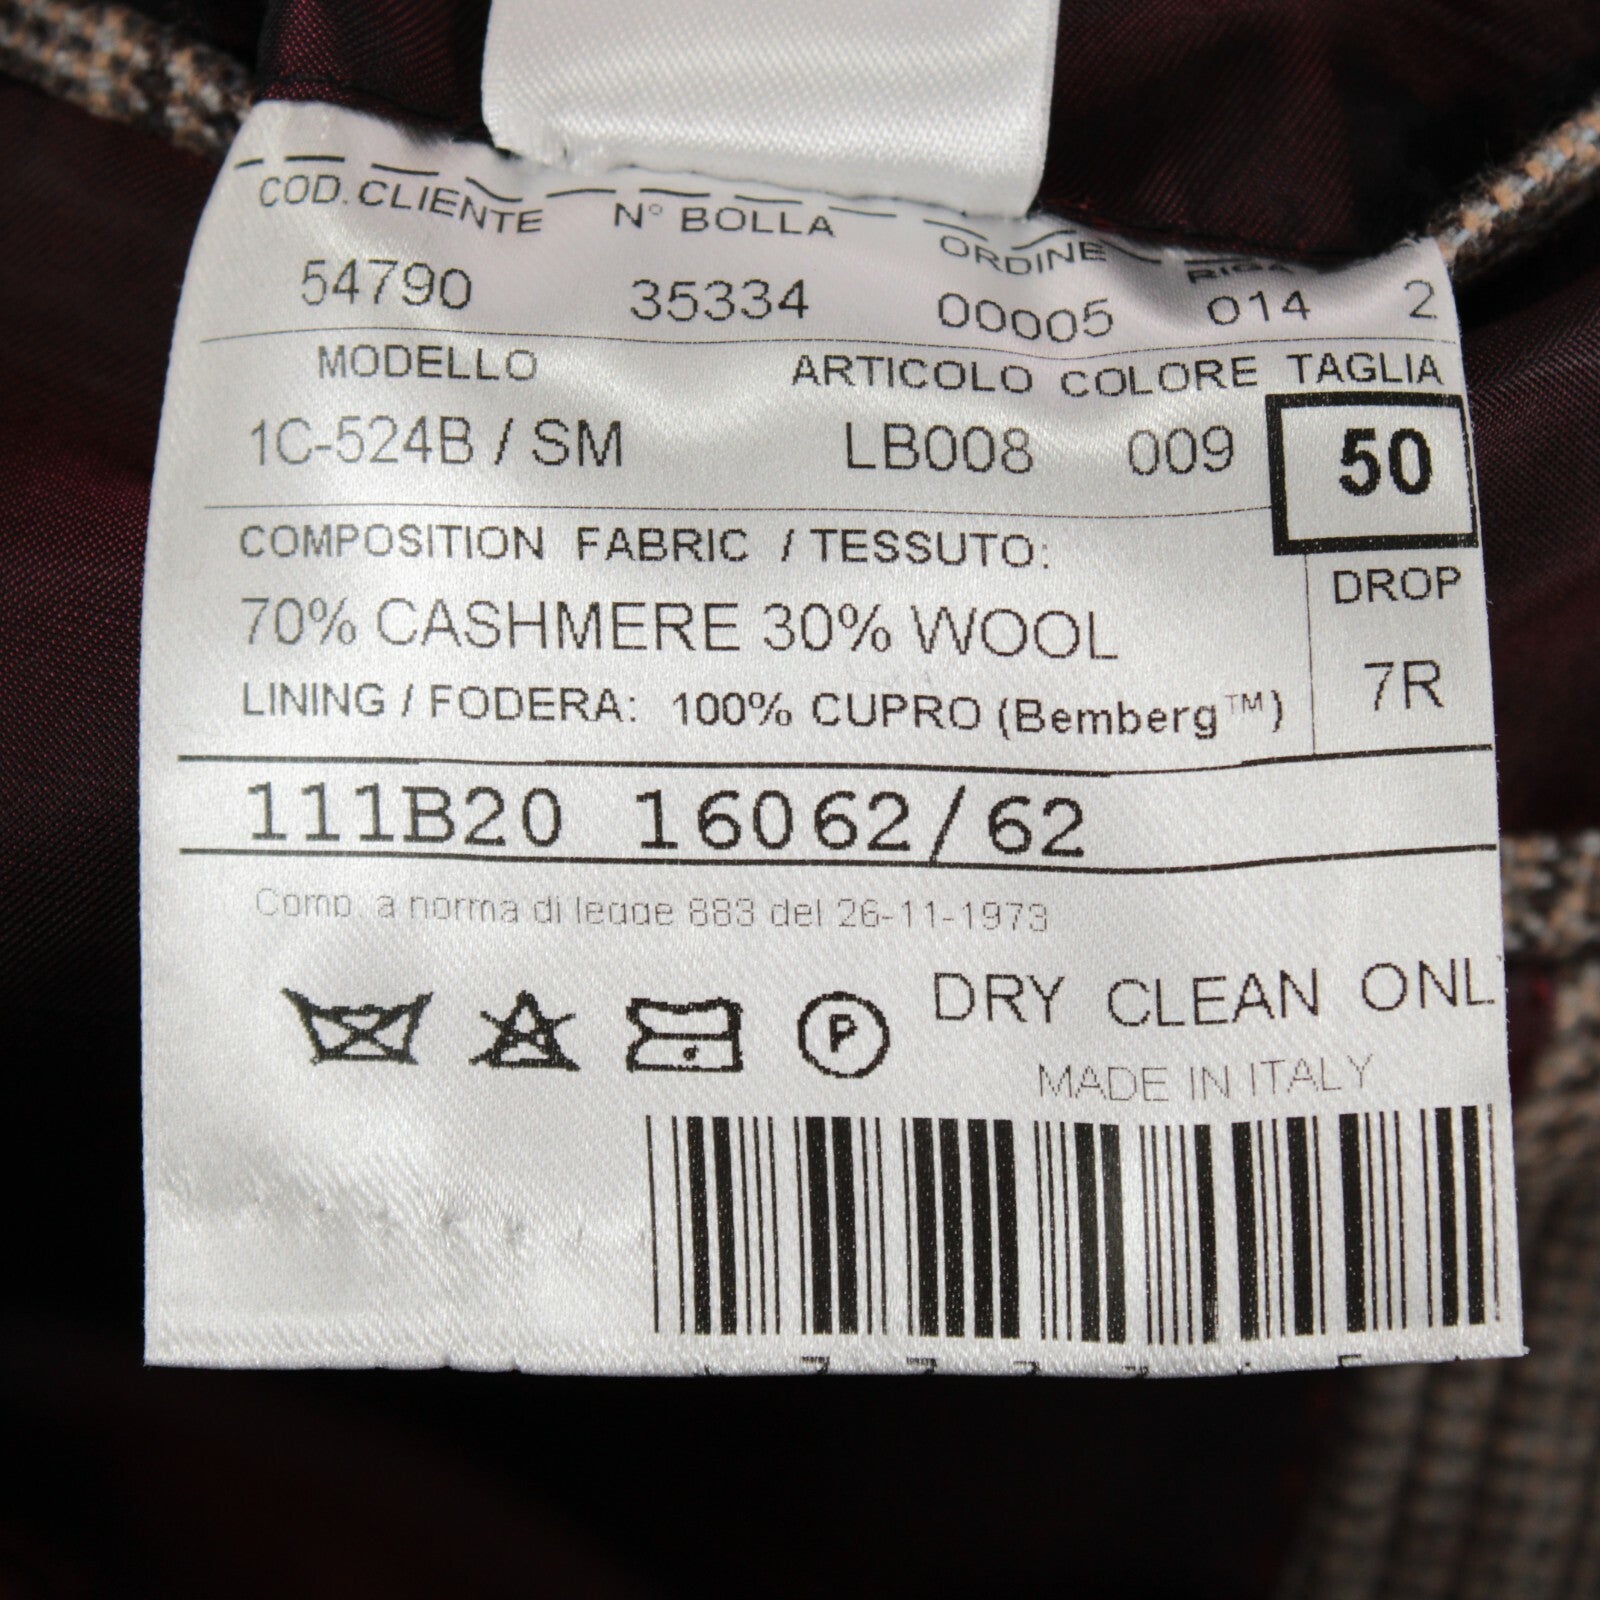 COD.CLIENTE N° BOLLA ORDINE RIGA
54790 35334 00005 014 2
MODELLO ARTICOLO COLORE TAGLIA
1C-524B / SM LB008 009 50
COMPOSITION FABRIC / TESSUTO:
DROP
70% CASHMERE 30% WOOL
7R
LINING / FODERA: 100% CUPRO (Bemberg™)
111B20 16062/62
Comp. a norma di legge 883 del 26-11-1973
P
DRY CLEAN ONL
MADE IN ITALY